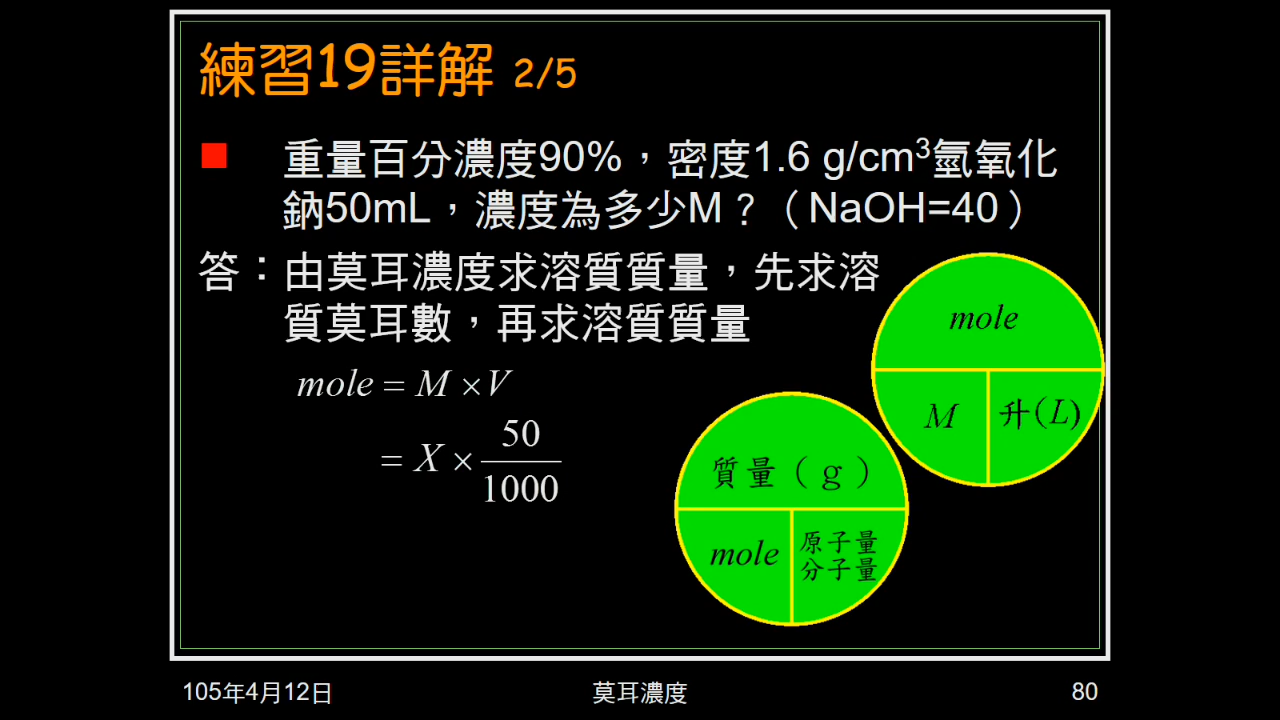 練習19詳解 2/5
重量百分濃度90%，密度1.6 g/cm³氫氧化
鈉50mL，濃度為多少M？（NaOH=40）
答：由莫耳濃度求溶質質量，先求溶
質莫耳數，再求溶質質量
mole = M × V
= X × 50/1000
mole
M
升(L)
質量（g）
mole
原子量
分子量
105年4月12日
莫耳濃度
80